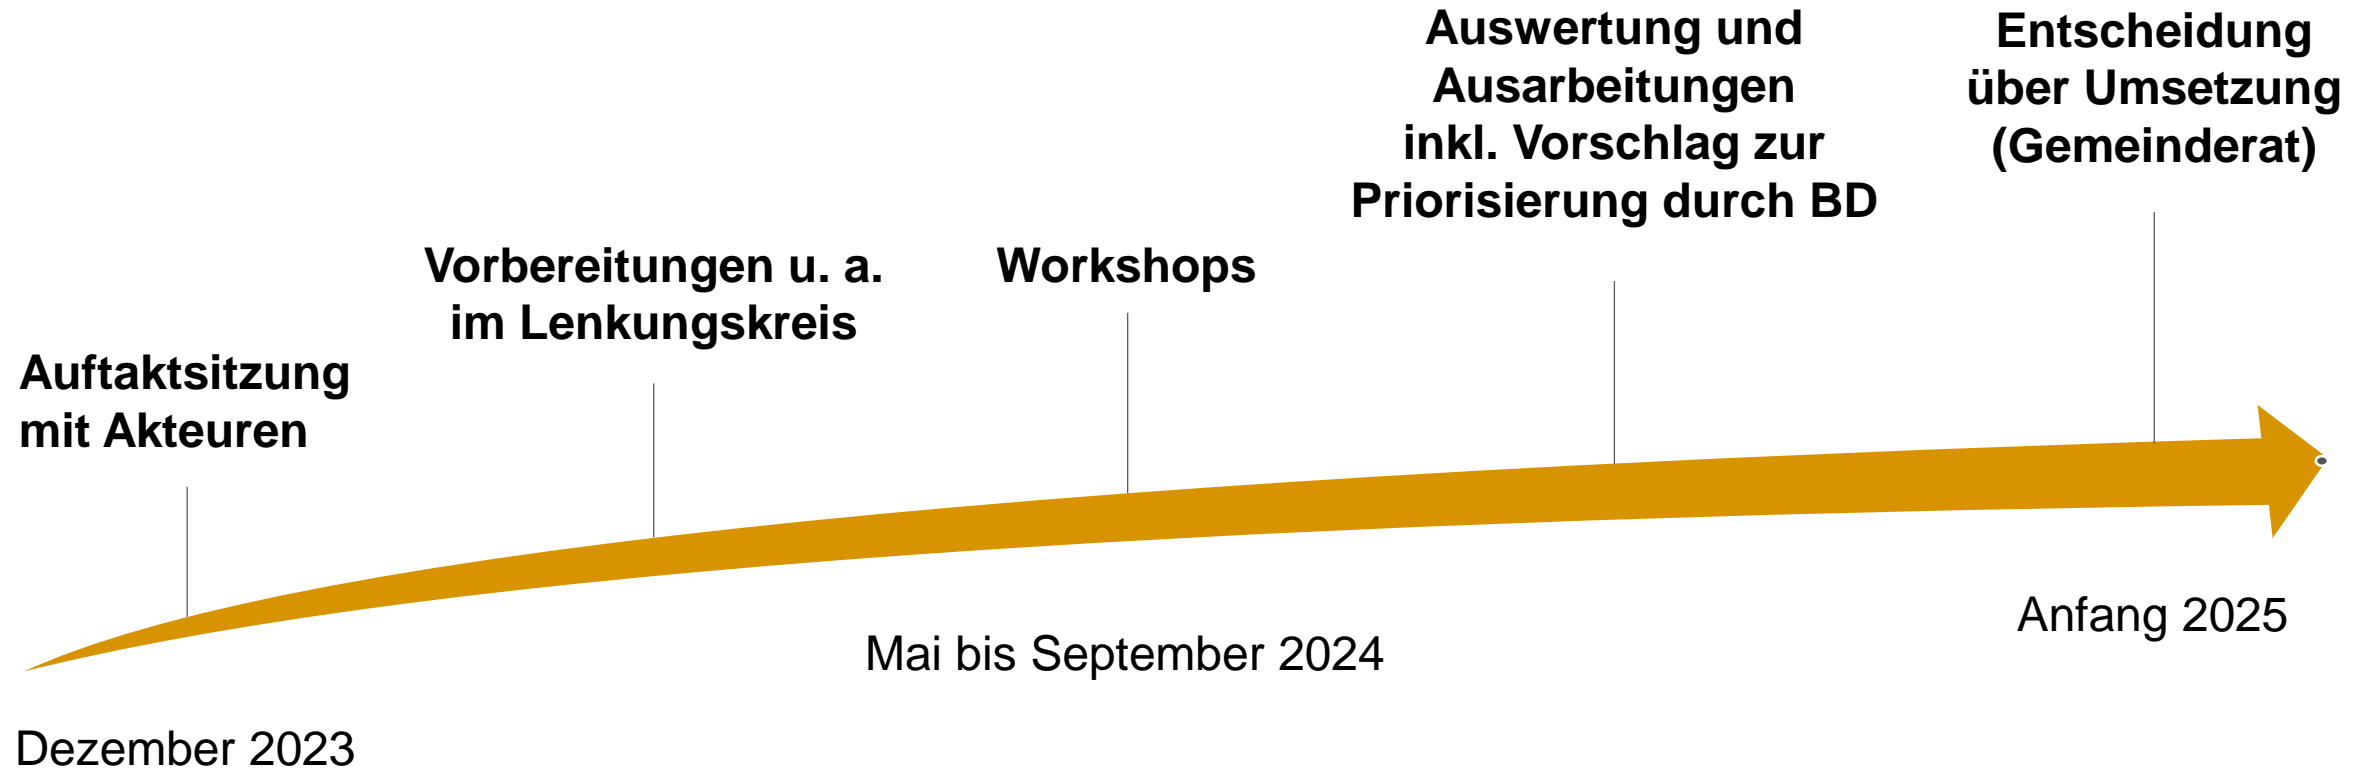 Auftaktsitzung
mit Akteuren
Vorbereitungen u. a.
im Lenkungskreis
Workshops
Auswertung und
Ausarbeitungen
inkl. Vorschlag zur
Priorisierung durch BD
Entscheidung
über Umsetzung
(Gemeinderat)
Dezember 2023
Mai bis September 2024
Anfang 2025